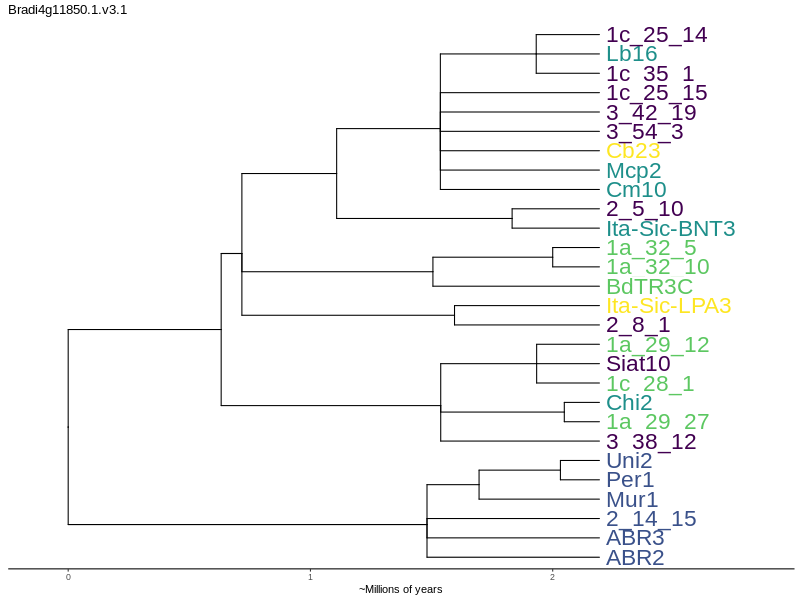 Bradi4g11850.1.v3.1
1c_25_14
Lb16
1c_35_1
1c_25_15
3_42_19
3_54_3
Cb23
Mcp2
Cm10
2_5_10
Ita-Sic-BNT3
1a_32_5
1a_32_10
BdTR3C
Ita-Sic-LPA3
2_8_1
1a_29_12
Siat10
1c_28_1
Chi2
1a_29_27
3_38_12
Uni2
Per1
Mur1
2_14_15
ABR3
ABR2
0 1 2
~Millions of years